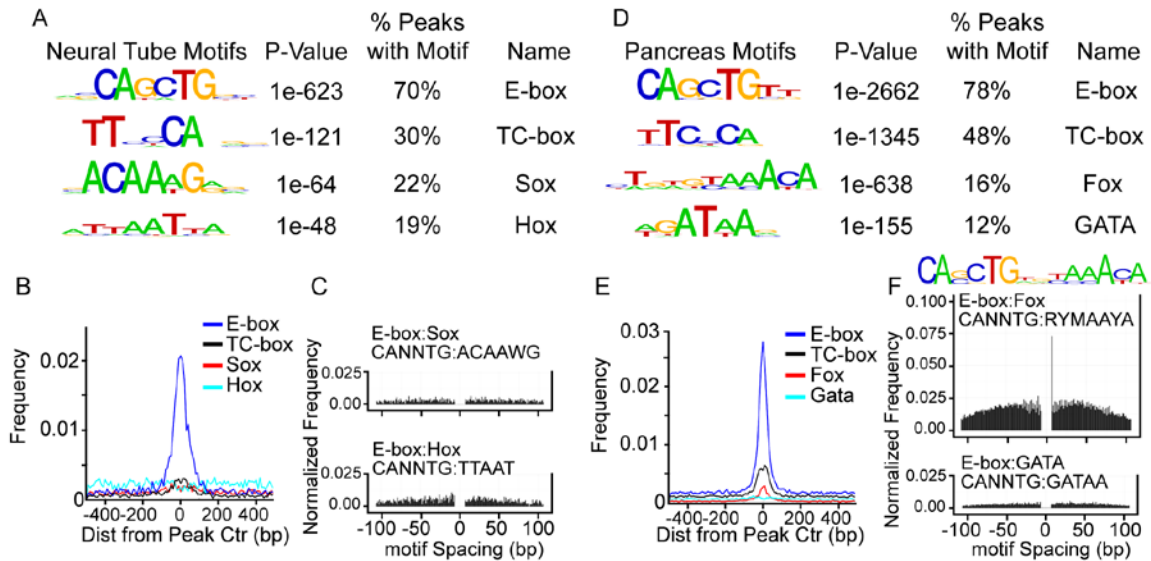 A
Neural Tube Motifs P-Value % Peaks with Motif Name
CAGCTG 1e-623 70% E-box
TT CA 1e-121 30% TC-box
ACAAAGA 1e-64 22% Sox
ATTAATTA 1e-48 19% Hox
D
Pancreas Motifs P-Value % Peaks with Motif Name
CAGCTGTT 1e-2662 78% E-box
TTCCCA 1e-1345 48% TC-box
TGTGTAAACA 1e-638 16% Fox
AGATAAG 1e-155 12% GATA
B
E-box
TC-box
Sox
Hox
Frequency
0.02
0.01
0
-400 -200 0 200 400
Dist from Peak Ctr (bp)
C
E-box:Sox
CANNTG:ACAAWG
0.025
0.00
E-box:Hox
CANNTG:TTAAT
0.025
0.00
Normalized Frequency
-100 -50 0 50 100
motif Spacing (bp)
E
E-box
TC-box
Fox
Gata
Frequency
0.03
0.02
0.01
0
-400 -200 0 200 400
Dist from Peak Ctr (bp)
CAGCTG TAAACA
F
E-box:Fox
CANNTG:RYMAAYA
0.100
0.075
0.050
0.025
0.00
E-box:GATA
CANNTG:GATAA
0.025
0.00
Normalized Frequency
-100 -50 0 50 100
motif Spacing (bp)